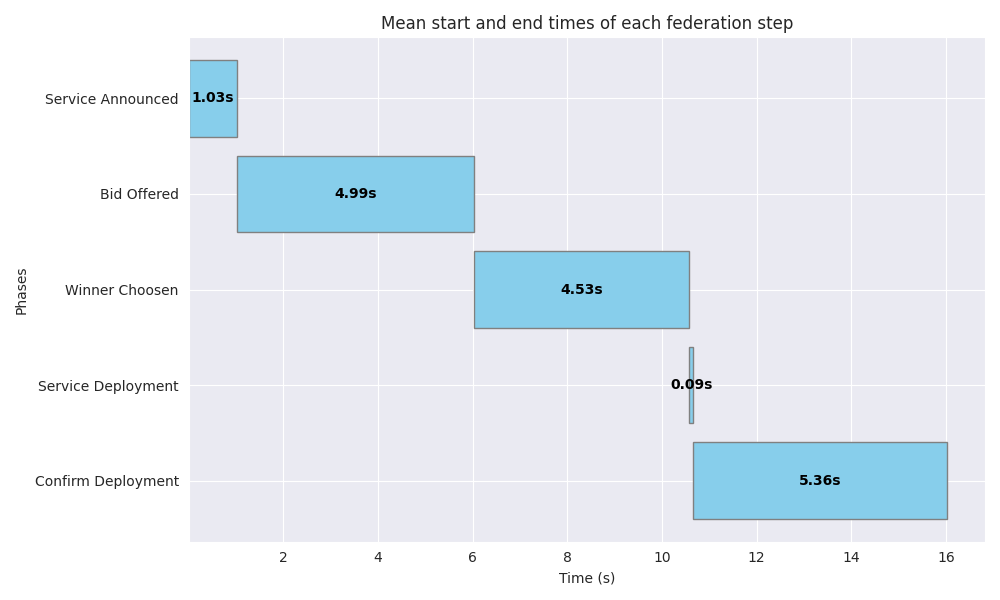 Mean start and end times of each federation step
Phases
Service Announced
1.03s
Bid Offered
4.99s
Winner Choosen
4.53s
Service Deployment
0.09s
Confirm Deployment
5.36s
2 4 6 8 10 12 14 16
Time (s)